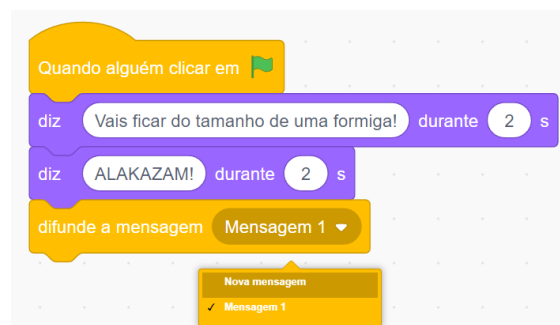 Quando alguém clicar em
diz Vais ficar do tamanho de uma formiga! durante 2 s
diz ALAKAZAM! durante 2 s
difunde a mensagem Mensagem 1
Nova mensagem
✓ Mensagem 1